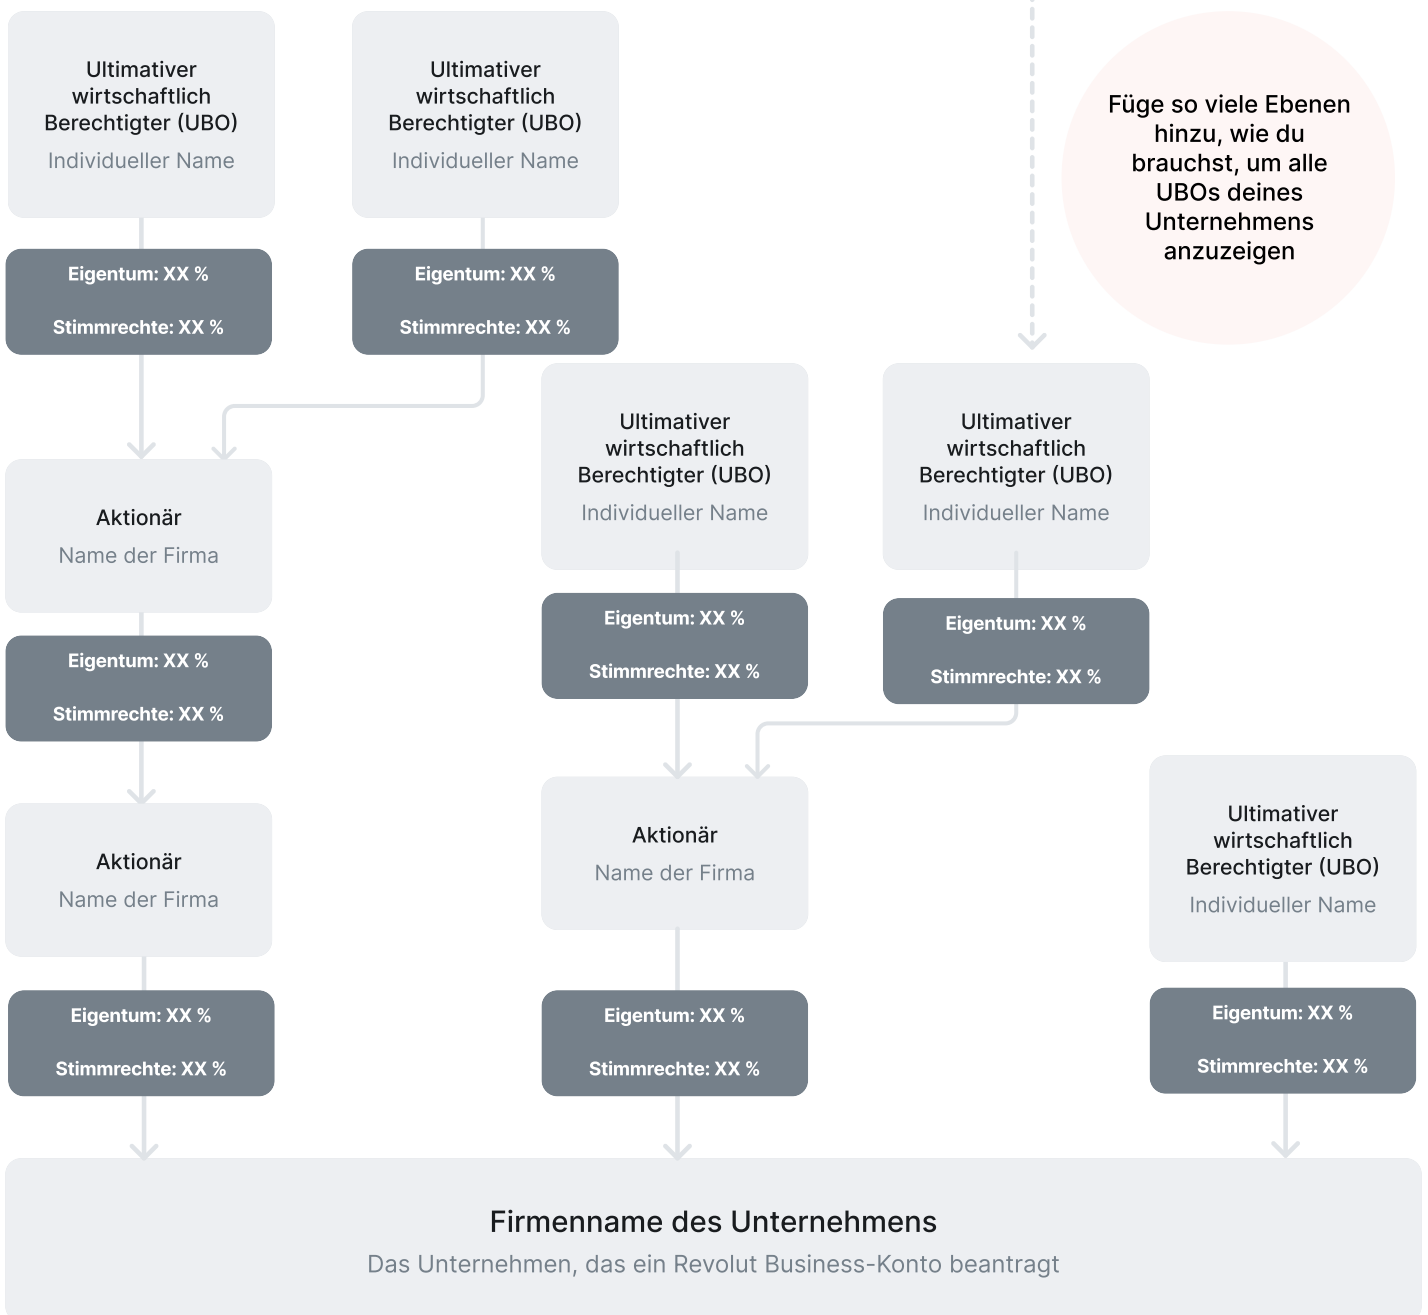 Ultimativer
wirtschaftlich
Berechtigter (UBO)
Individueller Name
Ultimativer
wirtschaftlich
Berechtigter (UBO)
Individueller Name
Füge so viele Ebenen
hinzu, wie du
brauchst, um alle
UBOs deines
Unternehmens
anzuzeigen
Eigentum: XX %
Stimmrechte: XX %
Eigentum: XX %
Stimmrechte: XX %
Ultimativer
wirtschaftlich
Berechtigter (UBO)
Individueller Name
Ultimativer
wirtschaftlich
Berechtigter (UBO)
Individueller Name
Aktionär
Name der Firma
Eigentum: XX %
Stimmrechte: XX %
Eigentum: XX %
Stimmrechte: XX %
Eigentum: XX %
Stimmrechte: XX %
Aktionär
Name der Firma
Aktionär
Name der Firma
Ultimativer
wirtschaftlich
Berechtigter (UBO)
Individueller Name
Eigentum: XX %
Stimmrechte: XX %
Eigentum: XX %
Stimmrechte: XX %
Eigentum: XX %
Stimmrechte: XX %
Firmenname des Unternehmens
Das Unternehmen, das ein Revolut Business-Konto beantragt